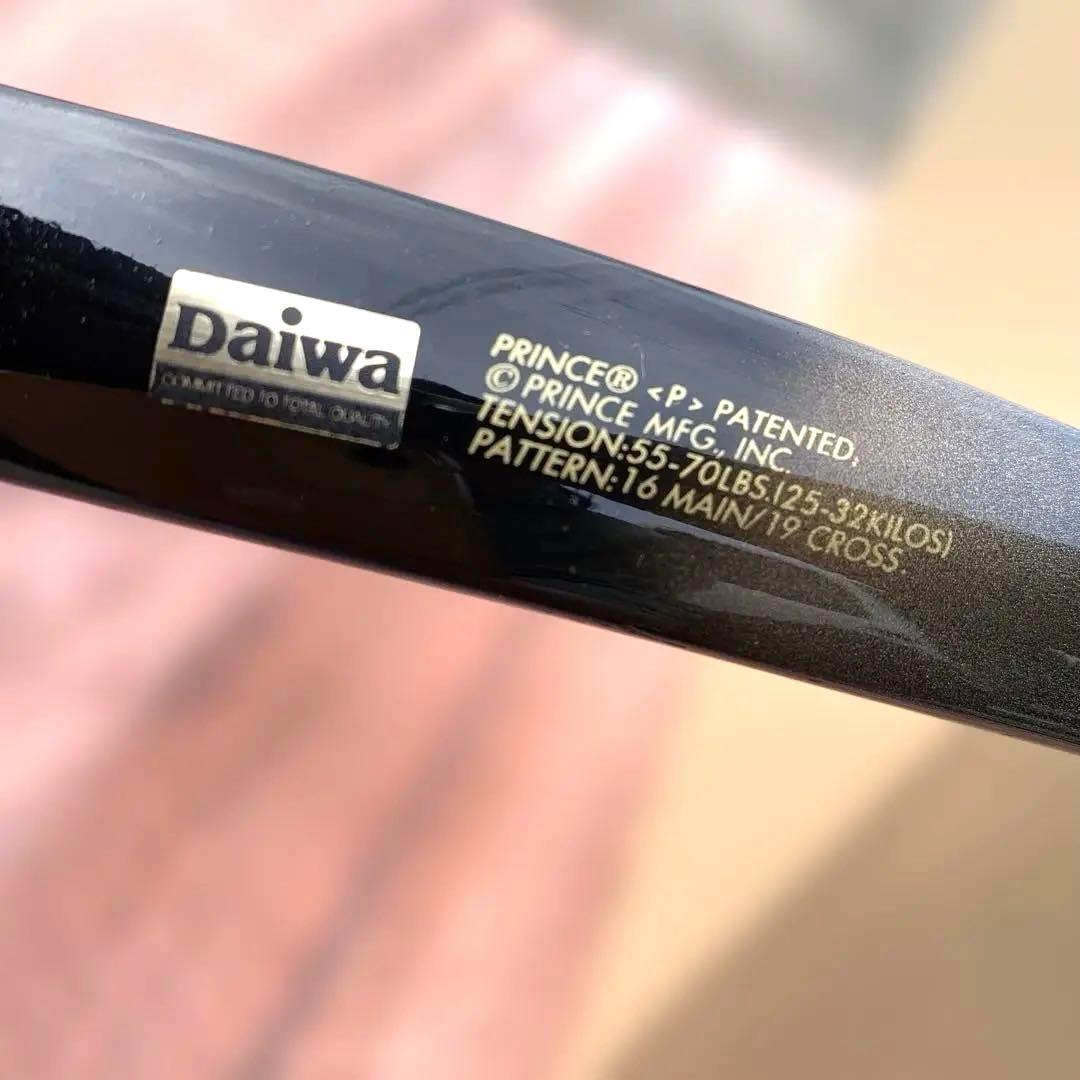 Daiwa
COMMITTED TO TOTAL QUALITY
PRINCE® <P> PATENTED,
© PRINCE MFG., INC.
TENSION:55-70LBS.(25-32KILOS)
PATTERN:16 MAIN/19 CROSS.